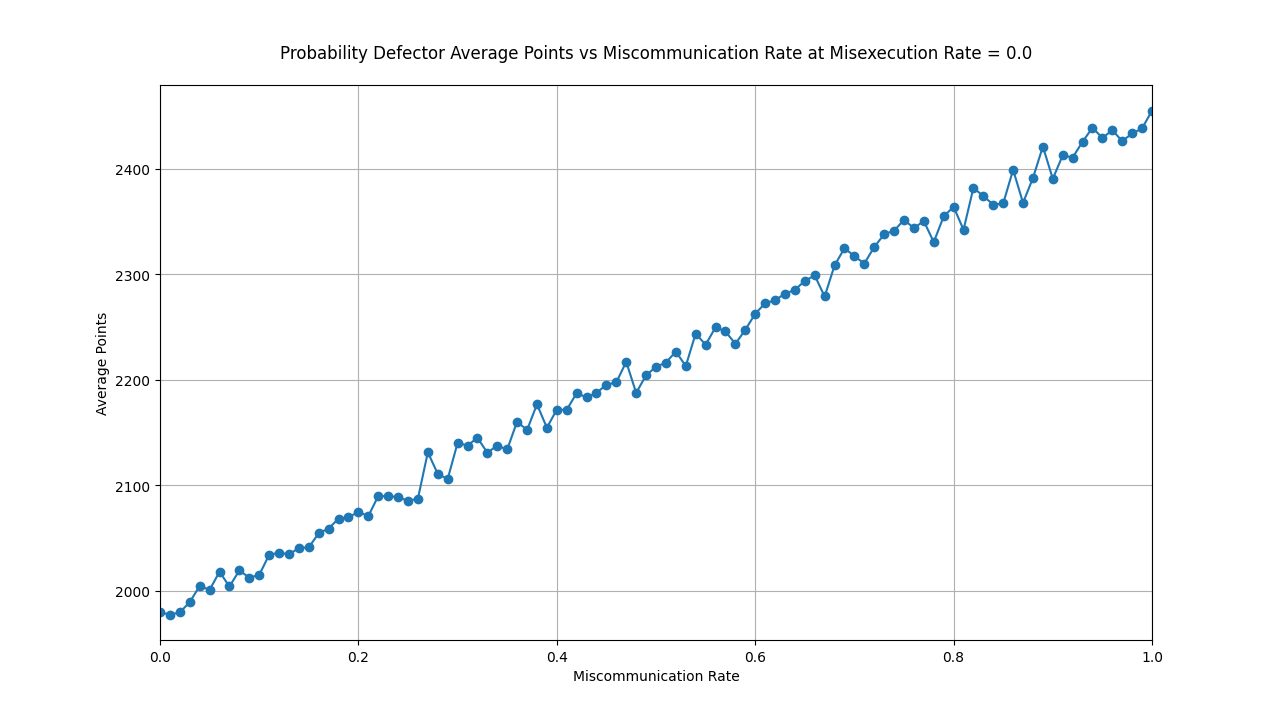 Probability Defector Average Points vs Miscommunication Rate at Misexecution Rate = 0.0
Average Points
2400
2300
2200
2100
2000
0.0 0.2 0.4 0.6 0.8 1.0
Miscommunication Rate